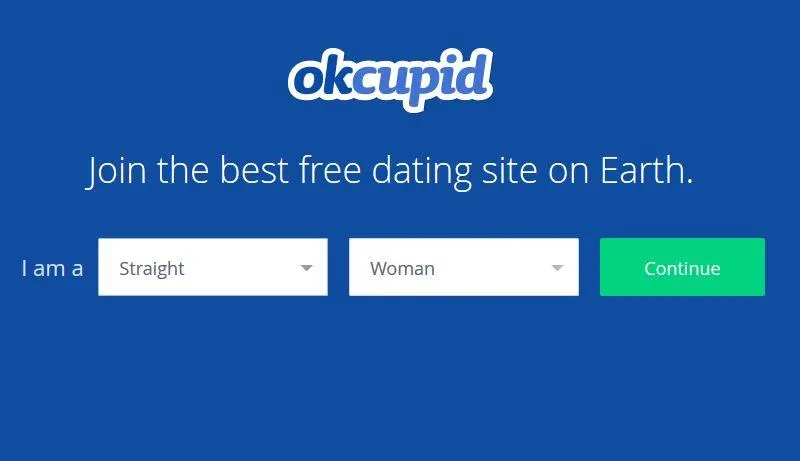 okcupid
Join the best free dating site on Earth.
I am a Straight Woman Continue